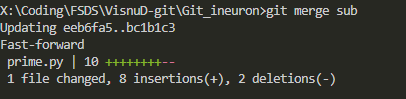 X:\Coding\FSDS\VisnuD-git\Git_ineuron>git merge sub
Updating eeb6fa5..bc1b1c3
Fast-forward
 prime.py | 10 ++++++++--
 1 file changed, 8 insertions(+), 2 deletions(-)